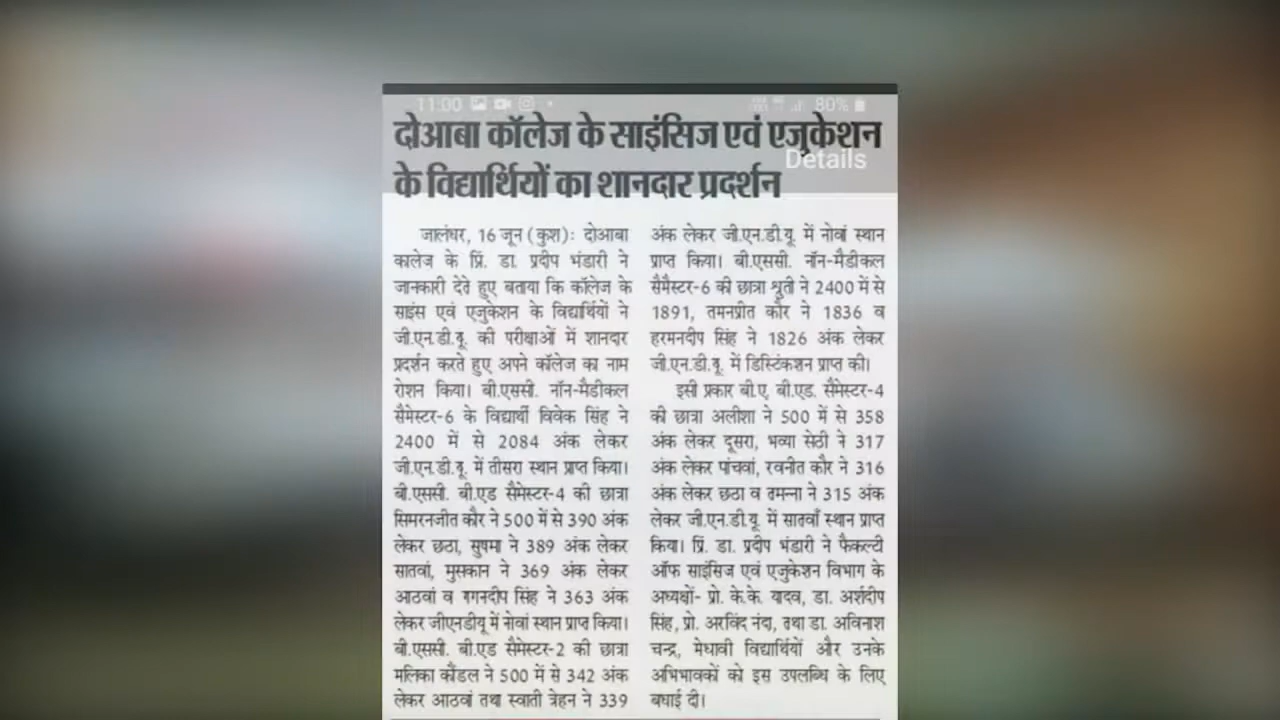 11:00
80%
Details
दोआबा कॉलेज के साइंसिज एवं एजुकेशन
के विद्यार्थियों का शानदार प्रदर्शन
जालंधर, 16 जून (कुश): दोआबा
कालेज के प्रिं. डा. प्रदीप भंडारी ने
जानकारी देते हुए बताया कि कॉलेज के
साइंस एवं एजुकेशन के विद्यार्थियों ने
जी.एन.डी.यू. की परीक्षाओं में शानदार
प्रदर्शन करते हुए अपने कॉलेज का नाम
रोशन किया। बी.एससी. नॉन-मैडीकल
सैमैस्टर-6 के विद्यार्थी विवेक सिंह ने
2400 में से 2084 अंक लेकर
जी.एन.डी.यू. में तीसरा स्थान प्राप्त किया।
बी.एससी. बी.एड सैमेस्टर-4 की छात्रा
सिमरनजीत कौर ने 500 में से 390 अंक
लेकर छठा, सुषमा ने 389 अंक लेकर
सातवां, मुसकान ने 369 अंक लेकर
आठवां व गगनदीप सिंह ने 363 अंक
लेकर जीएनडीयू में नोवां स्थान प्राप्त किया।
बी.एससी. बी.एड सैमेस्टर-2 की छात्रा
मलिका कौंडल ने 500 में से 342 अंक
लेकर आठवां तथा स्वाती त्रेहन ने 339
अंक लेकर जी.एन.डी.यू. में नोवां स्थान
प्राप्त किया। बी.एससी. नॉन-मैडीकल
सैमैस्टर-6 की छात्रा श्रुती ने 2400 में से
1891, तमनप्रीत कौर ने 1836 व
हरमनदीप सिंह ने 1826 अंक लेकर
जी.एन.डी.यू. में डिस्टिंकशन प्राप्त की।
इसी प्रकार बी.ए. बी.एड. सैमेस्टर-4
की छात्रा अलीशा ने 500 में से 358
अंक लेकर दूसरा, भव्या सेठी ने 317
अंक लेकर पांचवां, रवनीत कौर ने 316
अंक लेकर छठा व तमन्ना ने 315 अंक
लेकर जी.एन.डी.यू. में सातवाँ स्थान प्राप्त
किया। प्रिं. डा. प्रदीप भंडारी ने फैकल्टी
ऑफ साइंसिज एवं एजुकेशन विभाग के
अध्यक्षों- प्रो. के.के. यादव, डा. अर्शदीप
सिंह, प्रो. अरविंद नंदा, तथा डा. अविनाश
चन्द्र, मेधावी विद्यार्थियों और उनके
अभिभावकों को इस उपलब्धि के लिए
बधाई दी।